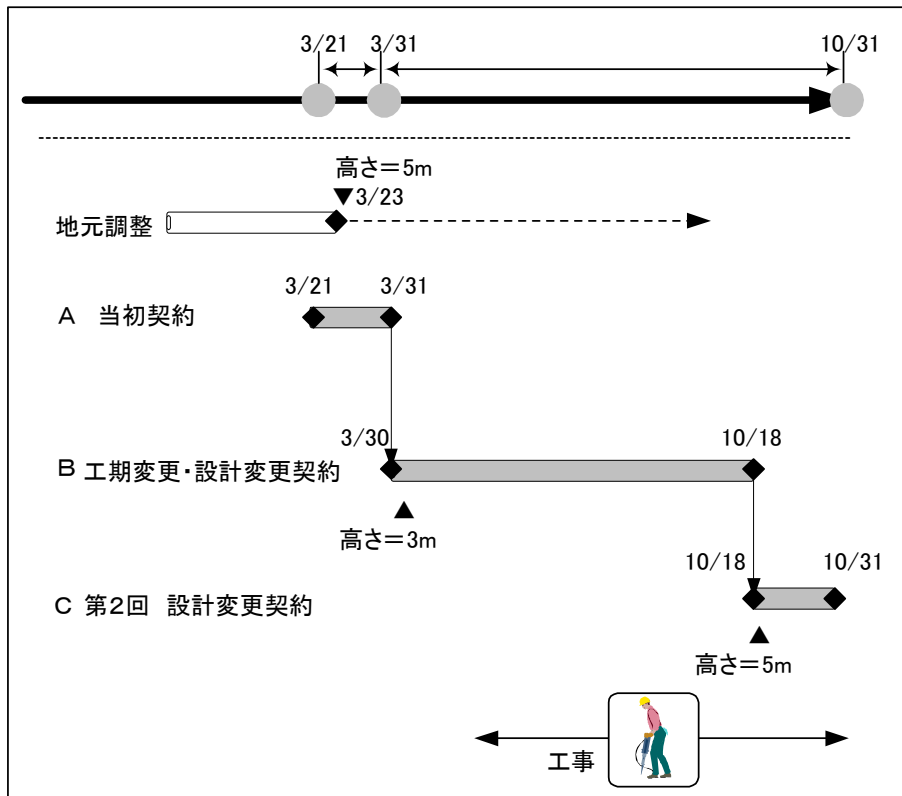 3/21 3/31 10/31
高さ=5m
3/23
地元調整
3/21 3/31
A 当初契約
3/30 10/18
B 工期変更・設計変更契約
高さ=3m
10/18 10/31
C 第2回 設計変更契約
高さ=5m
工事